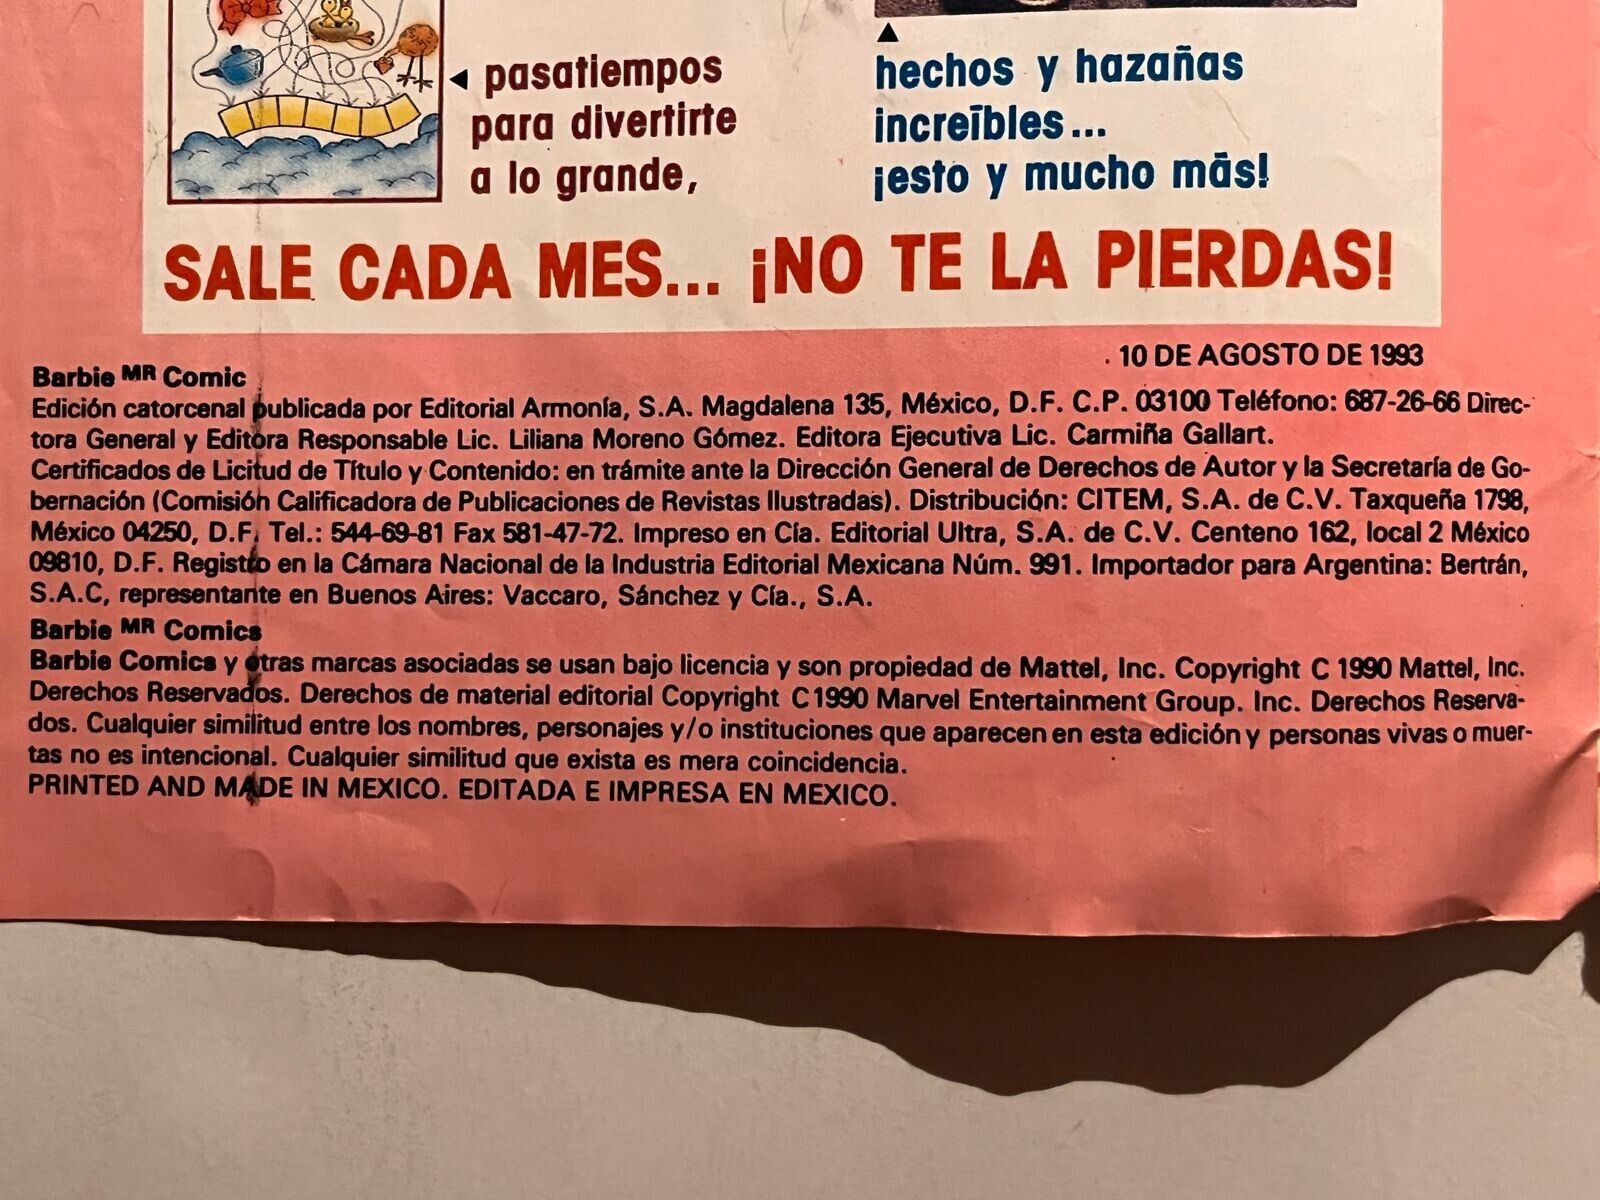 pasatiempos
para divertirte
a lo grande,
hechos y hazañas
increíbles...
¡esto y mucho más!
SALE CADA MES... ¡NO TE LA PIERDAS!
10 DE AGOSTO DE 1993
Barbie MR Comic
Edición catorcenal publicada por Editorial Armonía, S.A. Magdalena 135, México, D.F. C.P. 03100 Teléfono: 687-26-66 Direc-
tora General y Editora Responsable Lic. Liliana Moreno Gómez. Editora Ejecutiva Lic. Carmiña Gallart.
Certificados de Licitud de Título y Contenido: en trámite ante la Dirección General de Derechos de Autor y la Secretaría de Go-
bernación (Comisión Calificadora de Publicaciones de Revistas Ilustradas). Distribución: CITEM, S.A. de C.V. Taxqueña 1798,
México 04250, D.F. Tel.: 544-69-81 Fax 581-47-72. Impreso en Cía. Editorial Ultra, S.A. de C.V. Centeno 162, local 2 México
09810, D.F. Registro en la Cámara Nacional de la Industria Editorial Mexicana Núm. 991. Importador para Argentina: Bertrán,
S.A.C, representante en Buenos Aires: Vaccaro, Sánchez y Cía., S.A.
Barbie MR Comics
Barbie Comics y otras marcas asociadas se usan bajo licencia y son propiedad de Mattel, Inc. Copyright C 1990 Mattel, Inc.
Derechos Reservados. Derechos de material editorial Copyright C 1990 Marvel Entertainment Group. Inc. Derechos Reserva-
dos. Cualquier similitud entre los nombres, personajes y/o instituciones que aparecen en esta edición y personas vivas o muer-
tas no es intencional. Cualquier similitud que exista es mera coincidencia.
PRINTED AND MADE IN MEXICO. EDITADA E IMPRESA EN MEXICO.